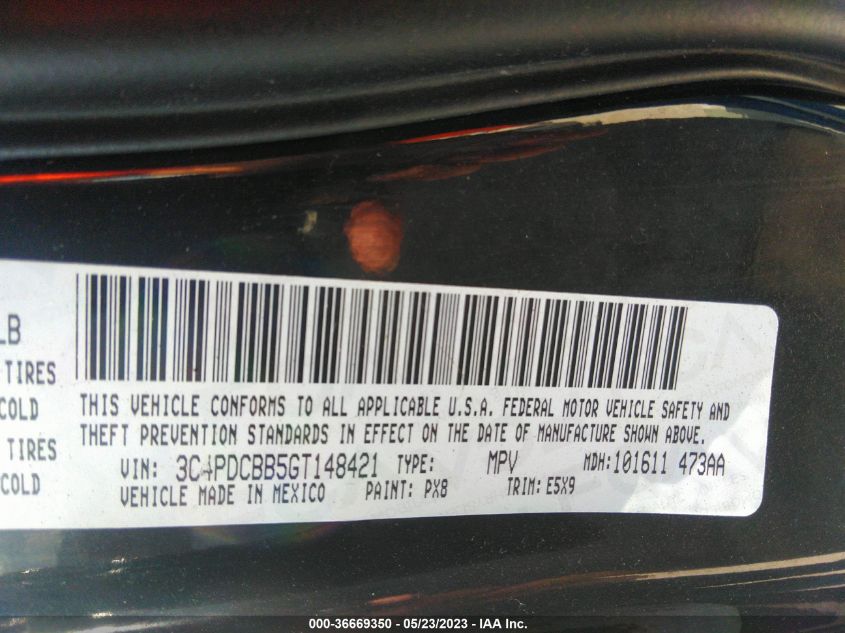 LB
TIRES
COLD
TIRES
COLD
THIS VEHICLE CONFORMS TO ALL APPLICABLE U.S.A. FEDERAL MOTOR VEHICLE SAFETY AND
THEFT PREVENTION STANDARDS IN EFFECT ON THE DATE OF MANUFACTURE SHOWN ABOVE.
VIN: 3C4PDCBB5GT148421 TYPE: MPV MDH:101611 473AA
VEHICLE MADE IN MEXICO PAINT: PX8 TRIM: E5X9
000-36669350 / 05/23/2023 - IAA Inc.